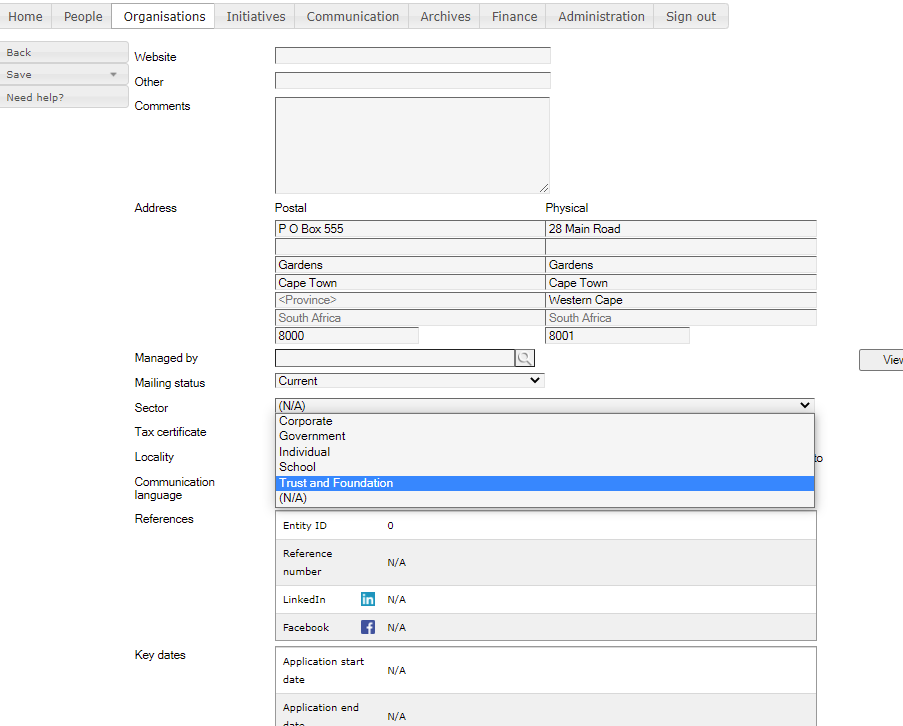 Home People Organisations Initiatives Communication Archives Finance Administration Sign out
Back
Save
Need help?
Website
Other
Comments
Address Postal Physical
P O Box 555 28 Main Road
Gardens Gardens
Cape Town Cape Town
<Province> Western Cape
South Africa South Africa
8000 8001
Managed by View
Mailing status Current
Sector (N/A)
Corporate
Tax certificate
Government
Individual
Locality to
School
Communication
language
Trust and Foundation
(N/A)
References
Entity ID 0
Reference
number N/A
LinkedIn in N/A
Facebook f N/A
Key dates
Application start
date N/A
Application end
date N/A